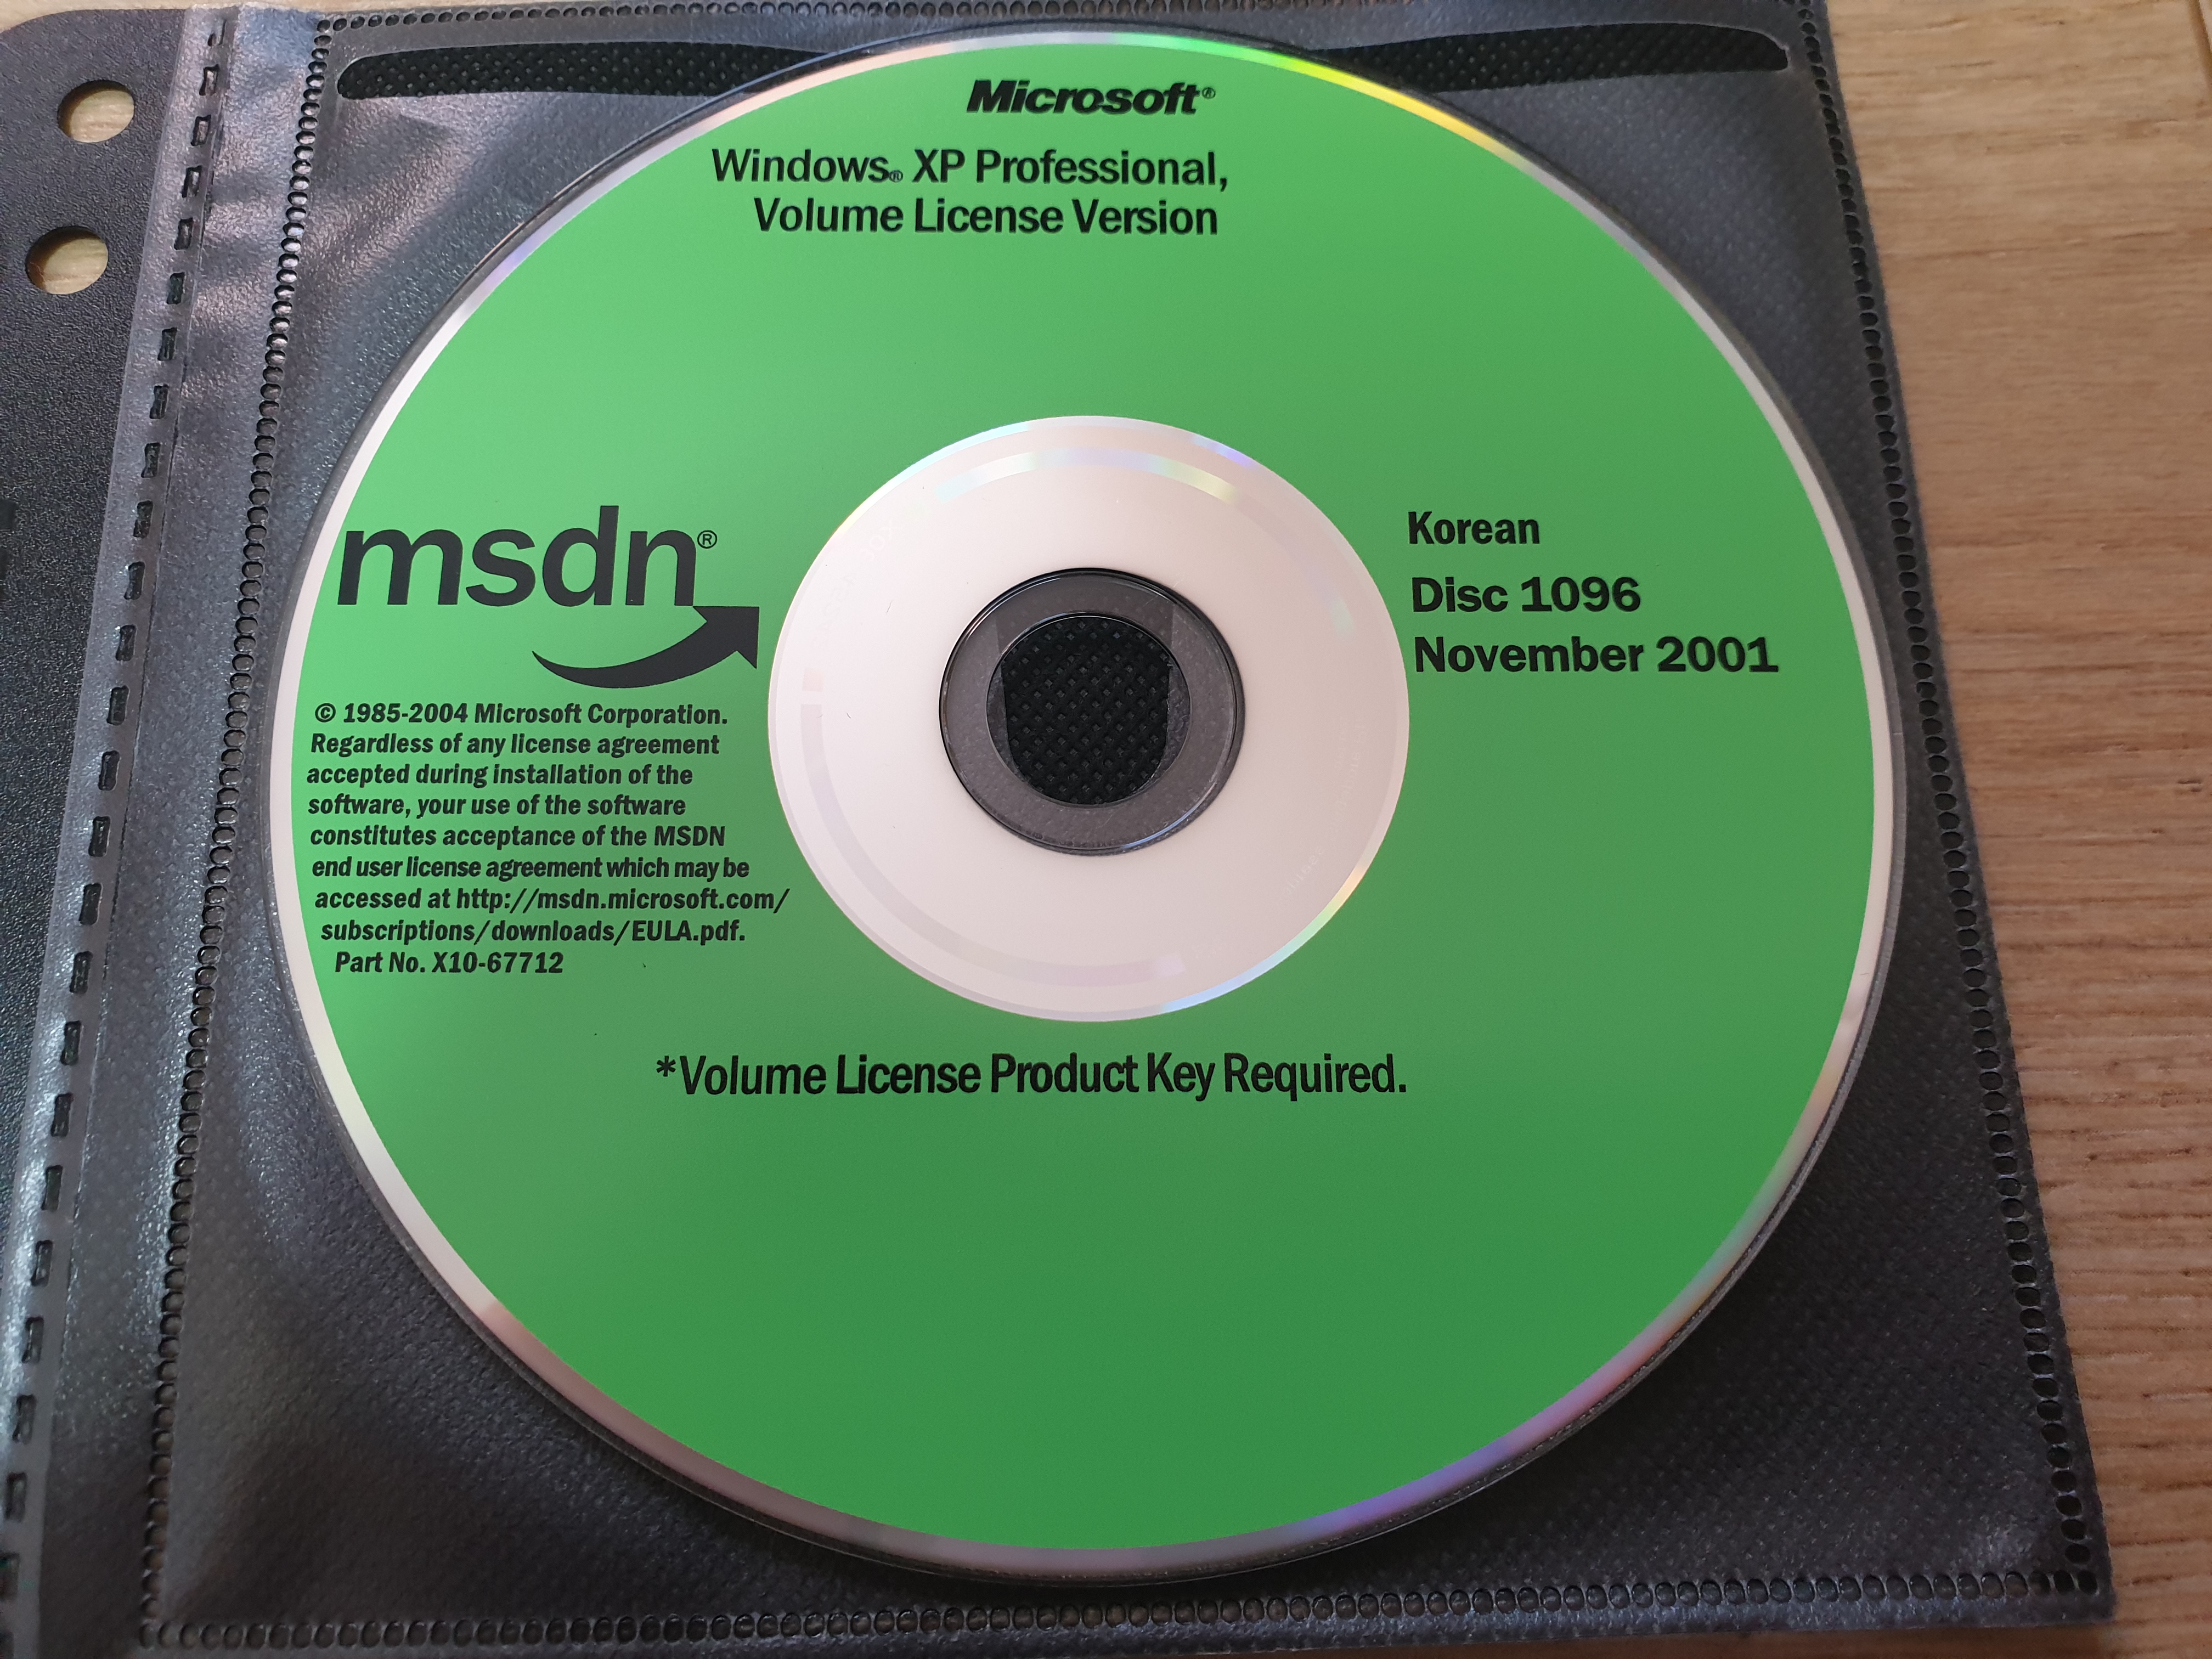 Microsoft®
Windows® XP Professional,
Volume License Version
msdn®
© 1985-2004 Microsoft Corporation.
Regardless of any license agreement
accepted during installation of the
software, your use of the software
constitutes acceptance of the MSDN
end user license agreement which may be
accessed at http://msdn.microsoft.com/
subscriptions/downloads/EULA.pdf.
Part No. X10-67712
Korean
Disc 1096
November 2001
*Volume License Product Key Required.